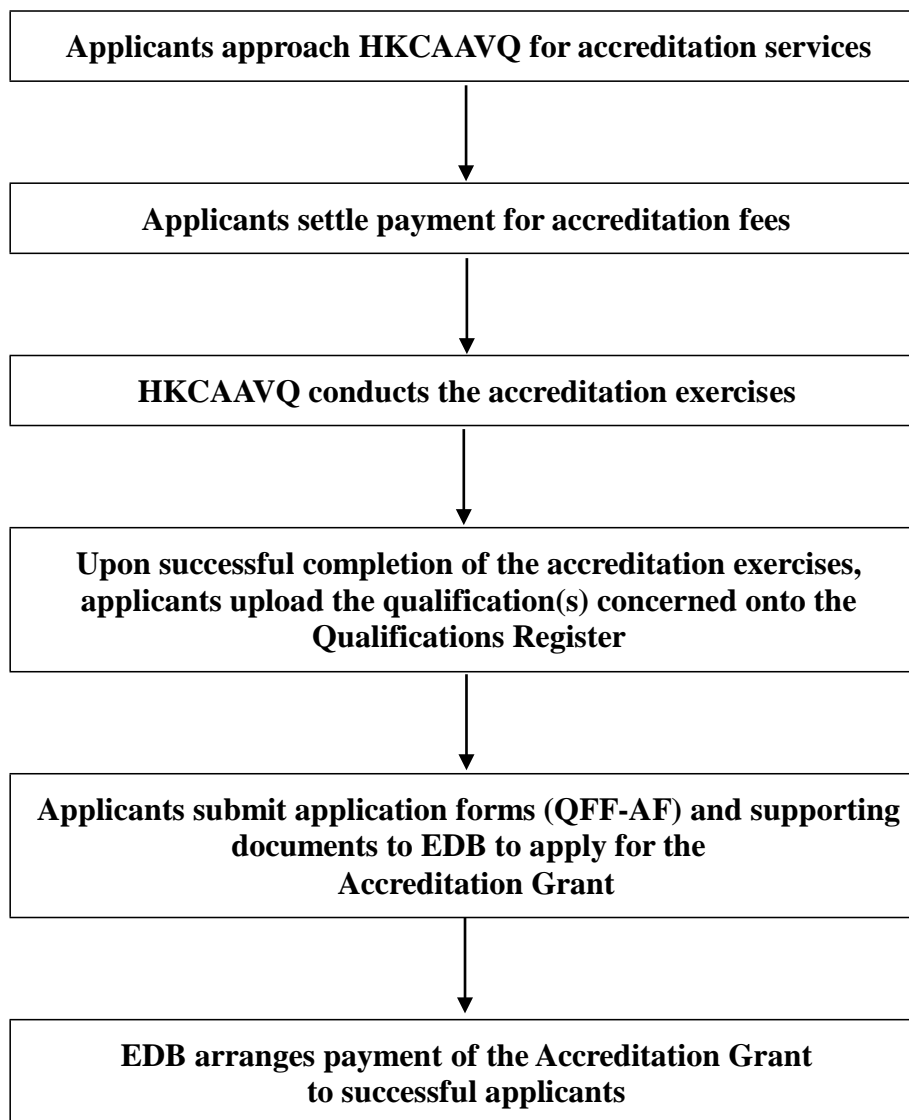 Applicants approach HKCAAVQ for accreditation services
Applicants settle payment for accreditation fees
HKCAAVQ conducts the accreditation exercises
Upon successful completion of the accreditation exercises,
applicants upload the qualification(s) concerned onto the
Qualifications Register
Applicants submit application forms (QFF-AF) and supporting
documents to EDB to apply for the
Accreditation Grant
EDB arranges payment of the Accreditation Grant
to successful applicants